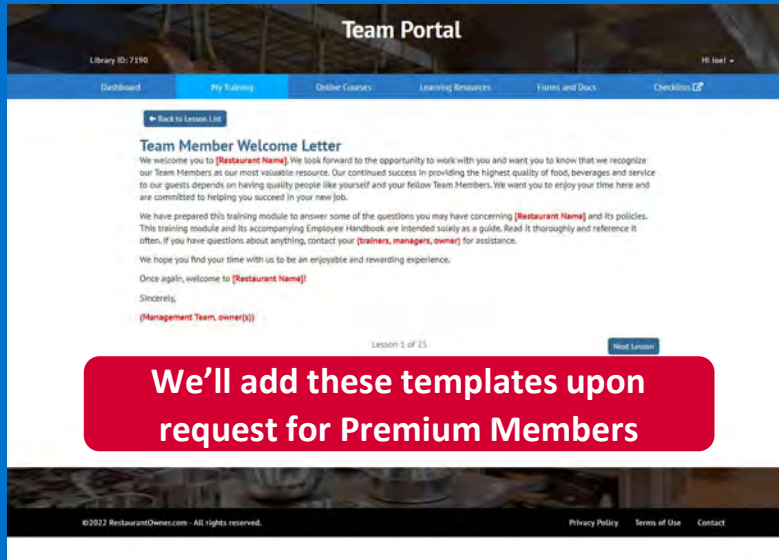 Team Portal
Library ID: 7190
Hi Joe!
Dashboard
My Training
Online Courses
Learning Resources
Forms and Docs
Checklists
Back to Lesson List
Team Member Welcome Letter
We welcome you to [Restaurant Name]. We look forward to the opportunity to work with you and want you to know that we recognize
our Team Members as our most valuable resource. Our continued success in providing the highest quality of food, beverages and service
to our guests depends on having quality people like yourself and your fellow Team Members. We want you to enjoy your time here and
are committed to helping you succeed in your new job.
We have prepared this training module to answer some of the questions you may have concerning [Restaurant Name] and its policies.
This training module and its accompanying Employee Handbook are intended solely as a guide. Read it thoroughly and reference it
often. If you have questions about anything, contact your (trainers, managers, owner) for assistance.
We hope you find your time with us to be an enjoyable and rewarding experience.
Once again, welcome to [Restaurant Name]!
Sincerely,
(Management Team, owner(s))
Lesson 1 of 25
Next Lesson
We'll add these templates upon
request for Premium Members
©2022 RestaurantOwner.com - All rights reserved.
Privacy Policy
Terms of Use
Contact